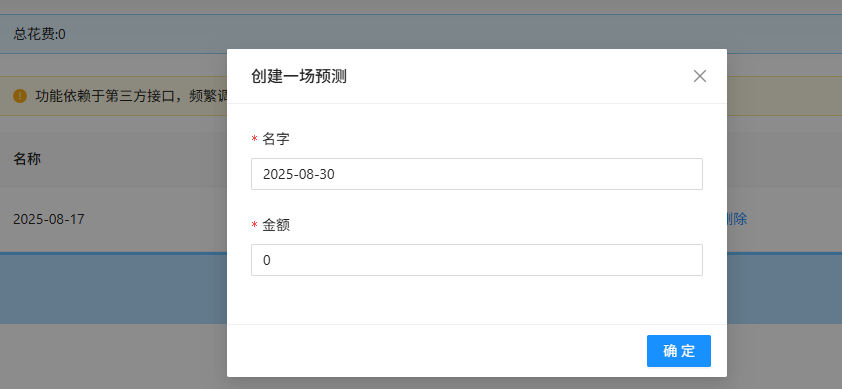 总花费:0
创建一场预测
功能依赖于第三方接口，频繁调
* 名字
2025-08-30
名称
* 金额
2025-08-17
删除
0
确 定